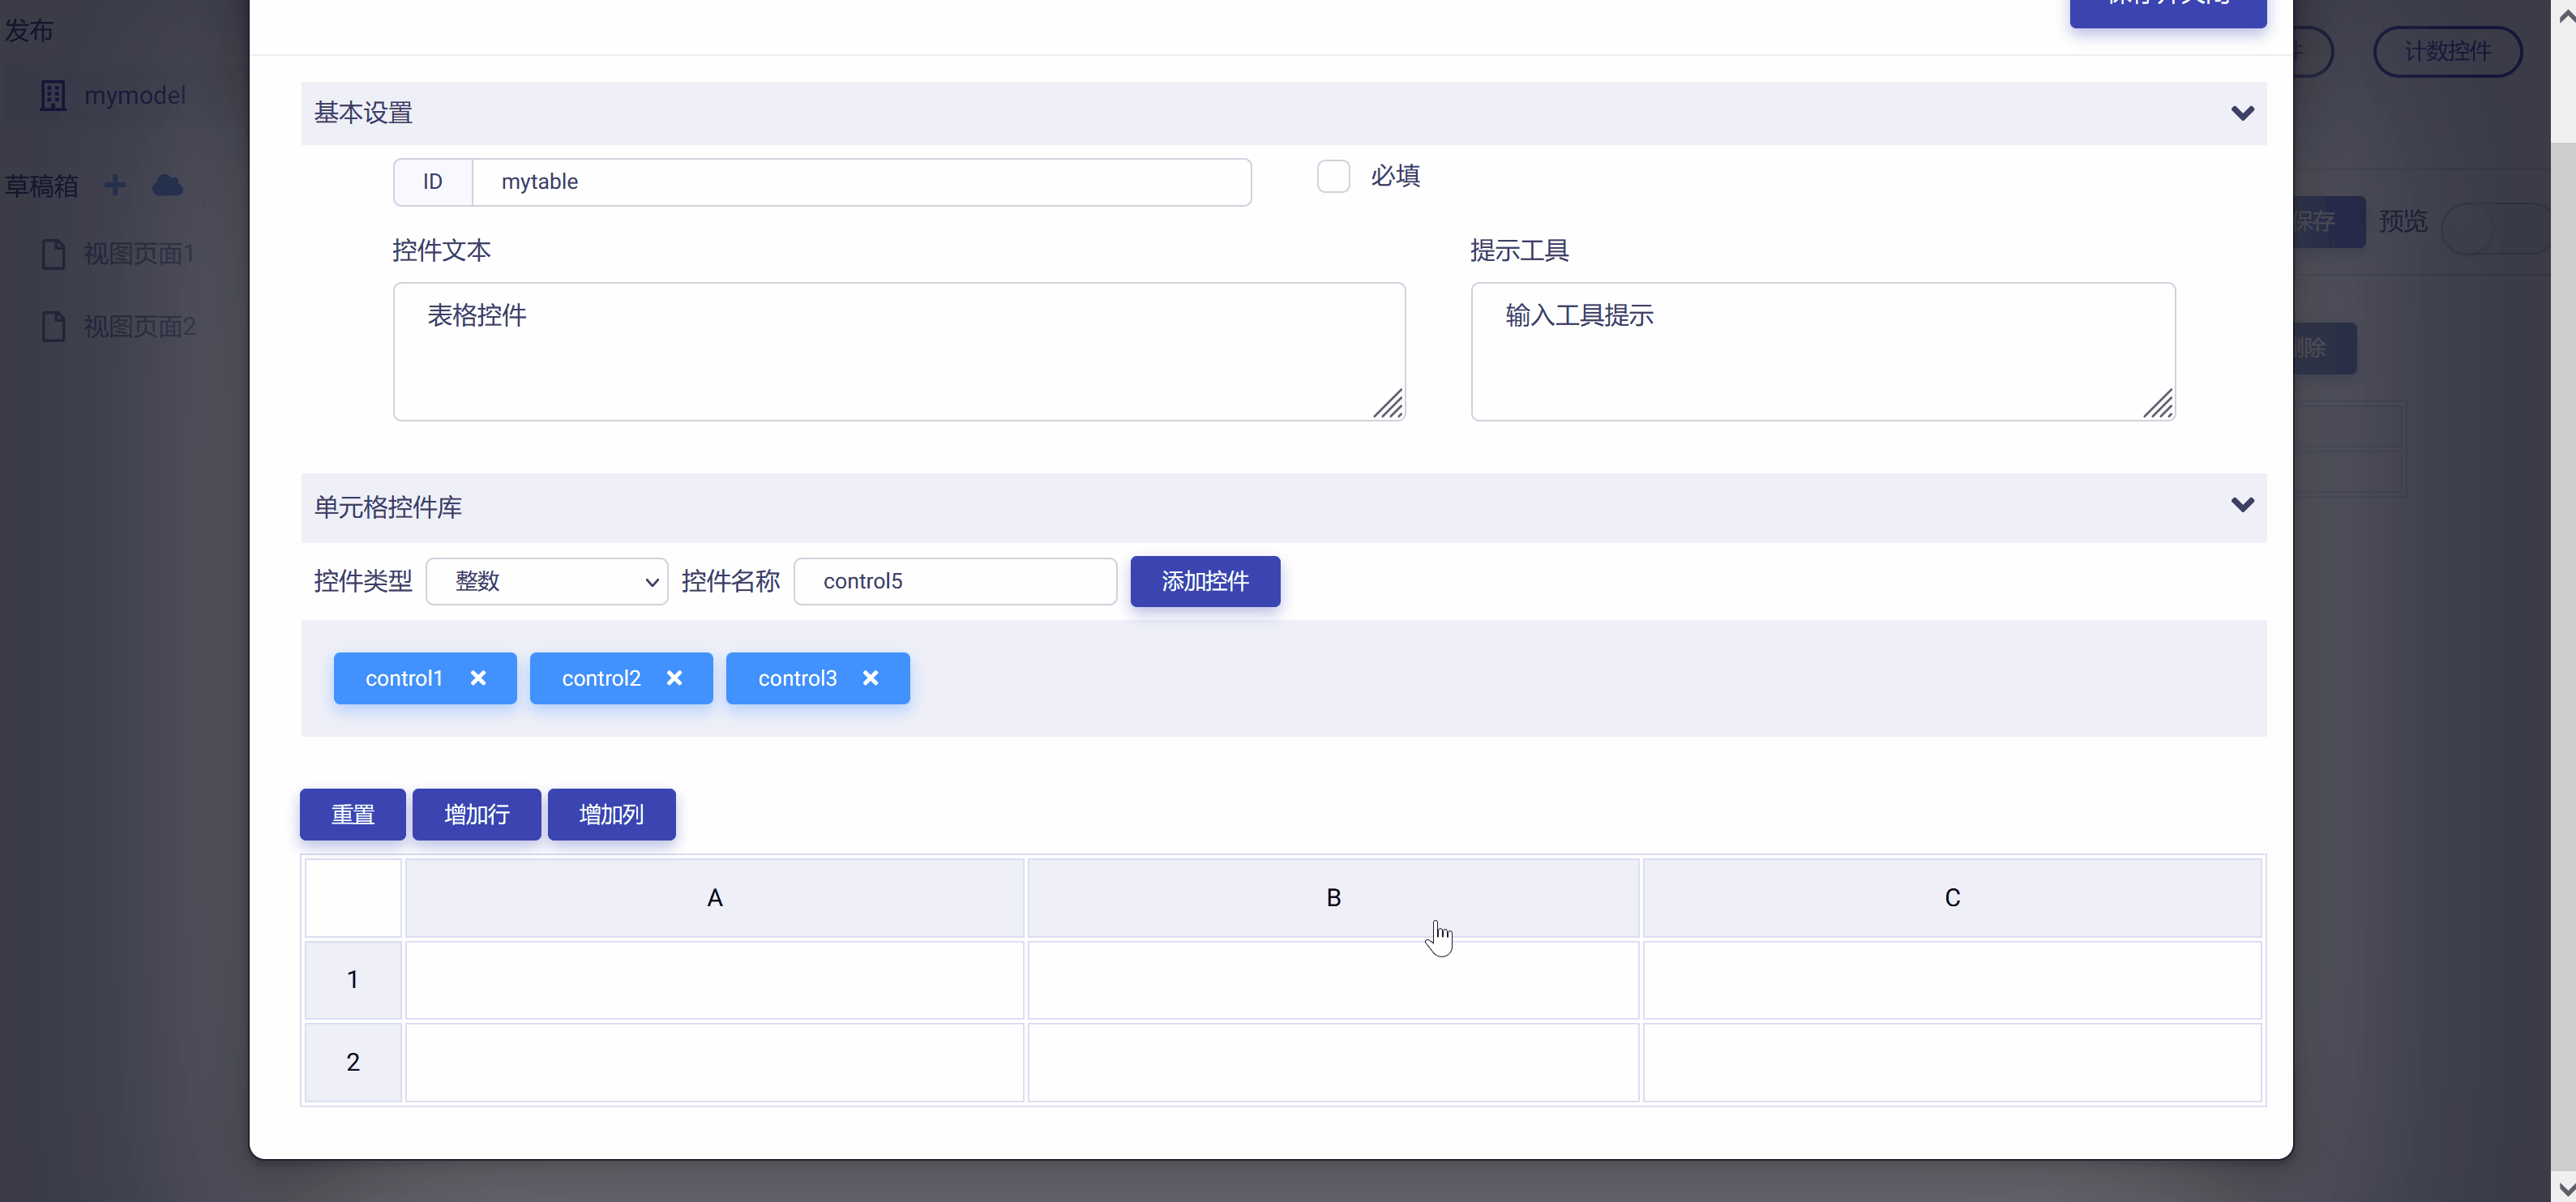 发布
mymodel
草稿箱
视图页面1
视图页面2
计数控件
保存
预览
删除
基本设置
ID mytable
必填
控件文本
提示工具
表格控件
输入工具提示
单元格控件库
控件类型 整数 控件名称 control5 添加控件
control1 control2 control3
重置 增加行 增加列
A B C
1
2